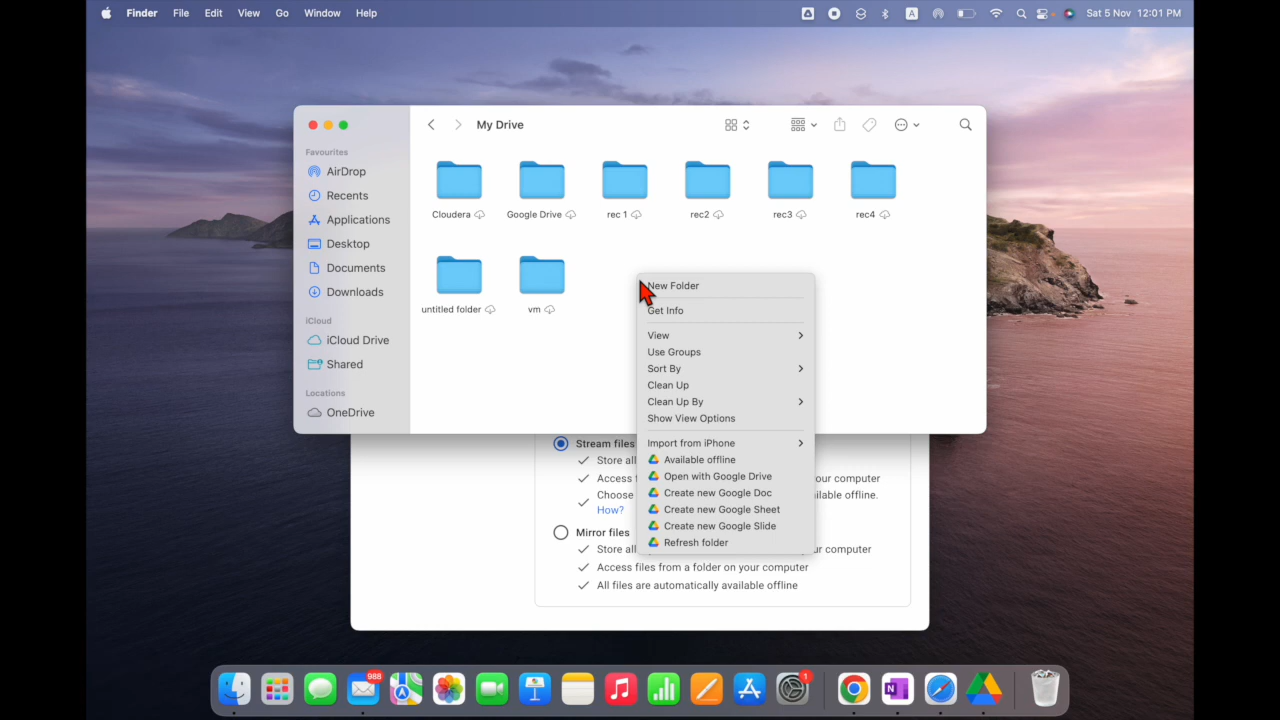 Finder File Edit View Go Window Help
A
Sat 5 Nov 12:01 PM
My Drive
Favourites
AirDrop
Recents
Applications
Desktop
Documents
Downloads
iCloud
iCloud Drive
Shared
Locations
OneDrive
Cloudera
Google Drive
rec 1
rec2
rec3
rec4
untitled folder
vm
New Folder
Get Info
View
Use Groups
Sort By
Clean Up
Clean Up By
Show View Options
Import from iPhone
Available offline
Open with Google Drive
Create new Google Doc
Create new Google Sheet
Create new Google Slide
Refresh folder
Stream files
Store all
Access
our computer
Choose
ilable offline.
How?
Mirror files
Store all
ur computer
Access files from a folder on your computer
All files are automatically available offline
988
1
N